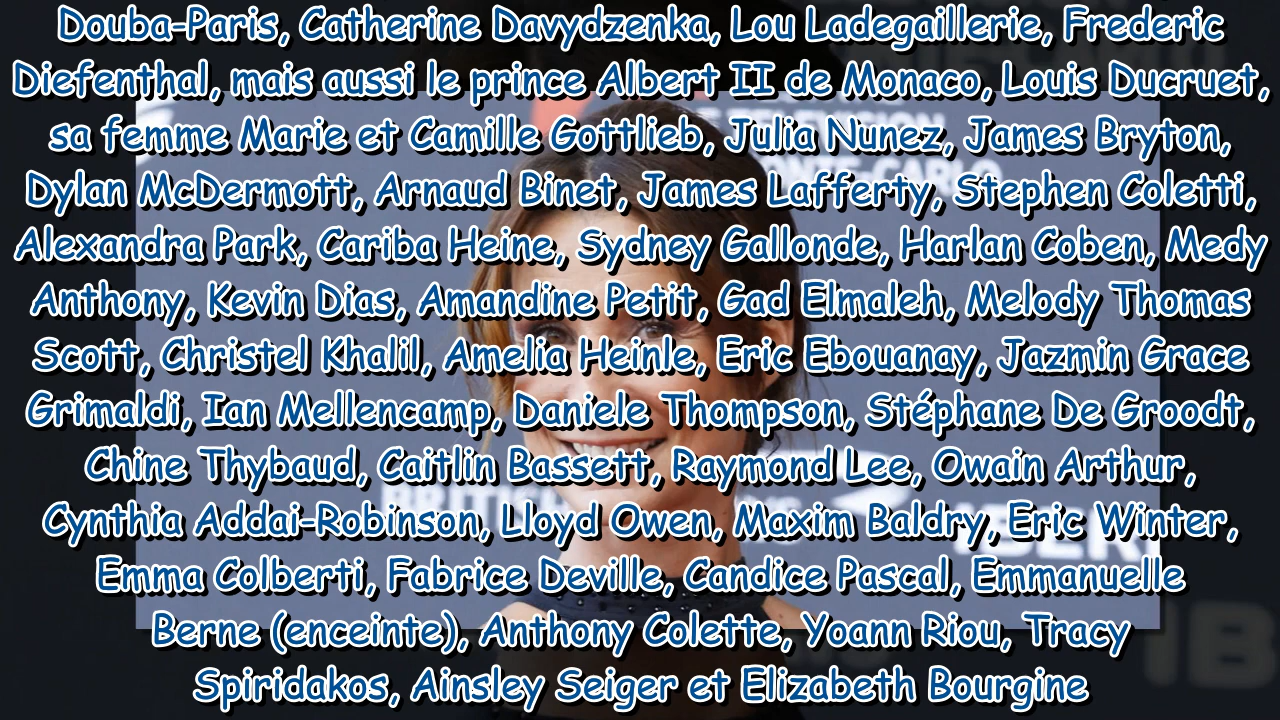 Douba-Paris, Catherine Davydzenka, Lou Ladegaillerie, Frederic
Diefenthal, mais aussi le prince Albert II de Monaco, Louis Ducruet,
sa femme Marie et Camille Gottlieb, Julia Nunez, James Bryton,
Dylan McDermott, Arnaud Binet, James Lafferty, Stephen Coletti,
Alexandra Park, Cariba Heine, Sydney Gallonde, Harlan Coben, Medy
Anthony, Kevin Dias, Amandine Petit, Gad Elmaleh, Melody Thomas
Scott, Christel Khalil, Amelia Heinle, Eric Ebouanay, Jazmin Grace
Grimaldi, Ian Mellencamp, Daniele Thompson, Stéphane De Groodt,
Chine Thybaud, Caitlin Bassett, Raymond Lee, Owain Arthur,
Cynthia Addai-Robinson, Lloyd Owen, Maxim Baldry, Eric Winter,
Emma Colberti, Fabrice Deville, Candice Pascal, Emmanuelle
Berne (enceinte), Anthony Colette, Yoann Riou, Tracy
Spiridakos, Ainsley Seiger et Elizabeth Bourgine